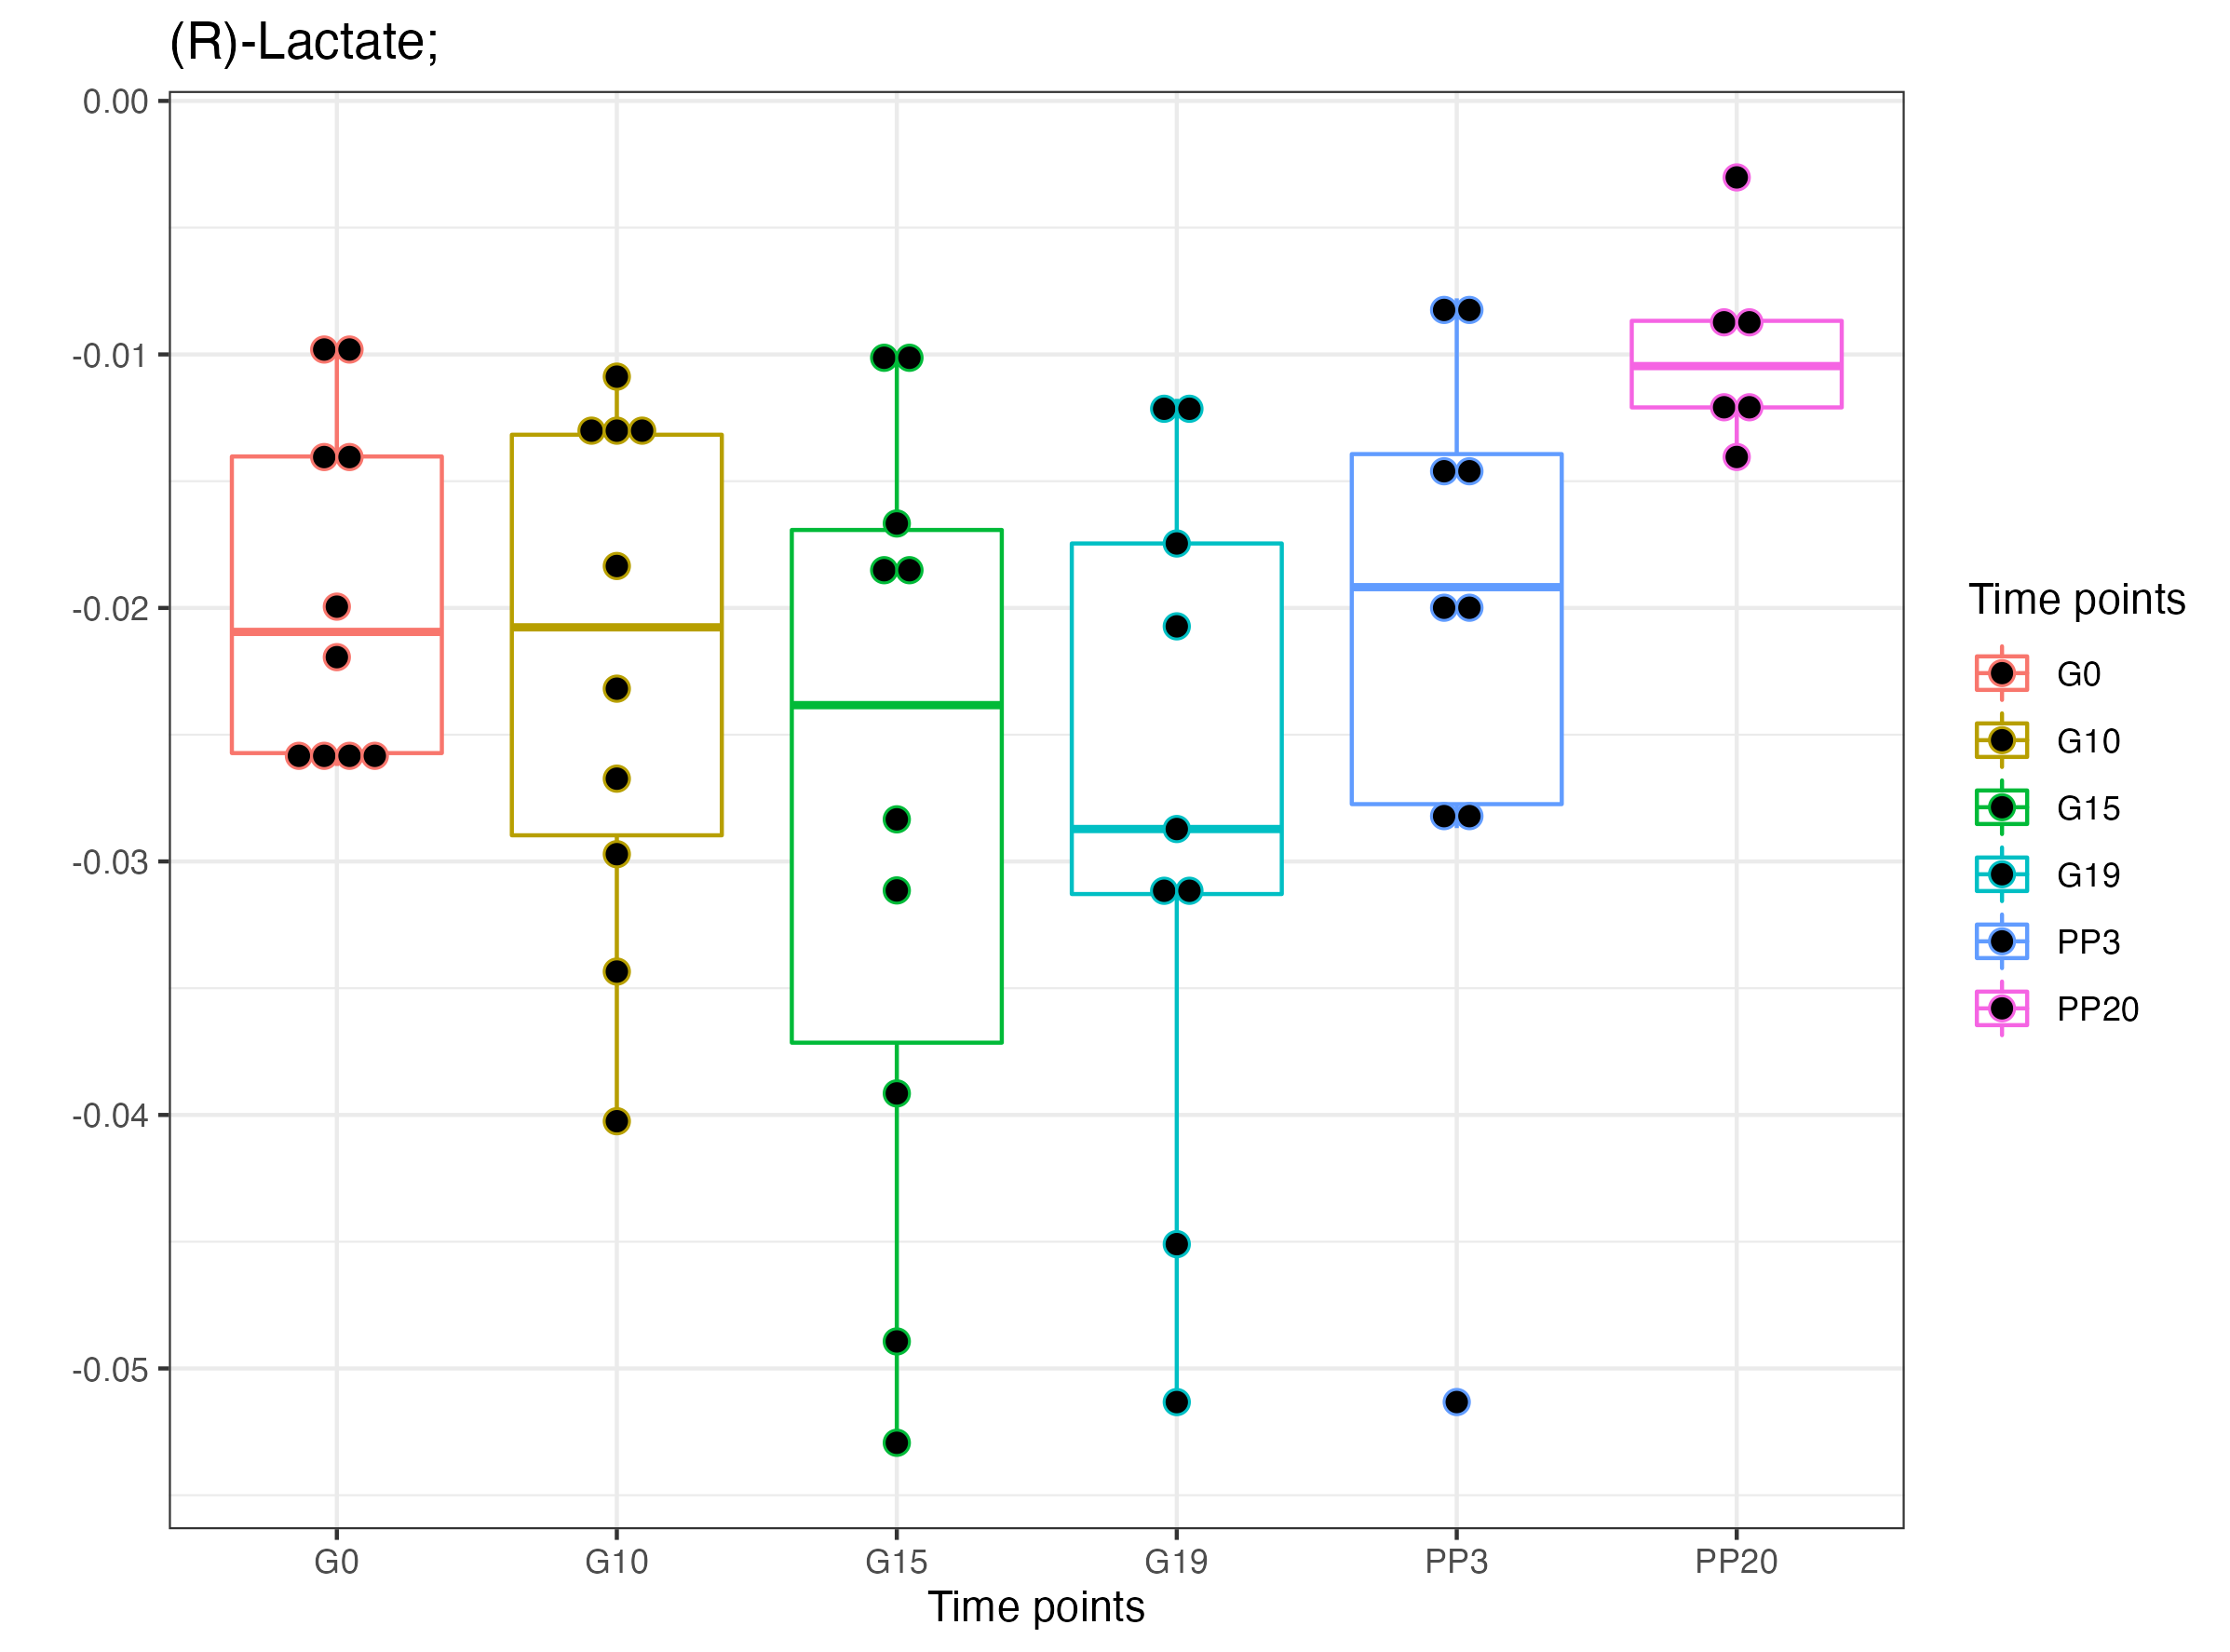 (R)-Lactate;
0.00
-0.01
-0.02
-0.03
-0.04
-0.05
G0 G10 G15 G19 PP3 PP20
Time points
Time points
G0
G10
G15
G19
PP3
PP20